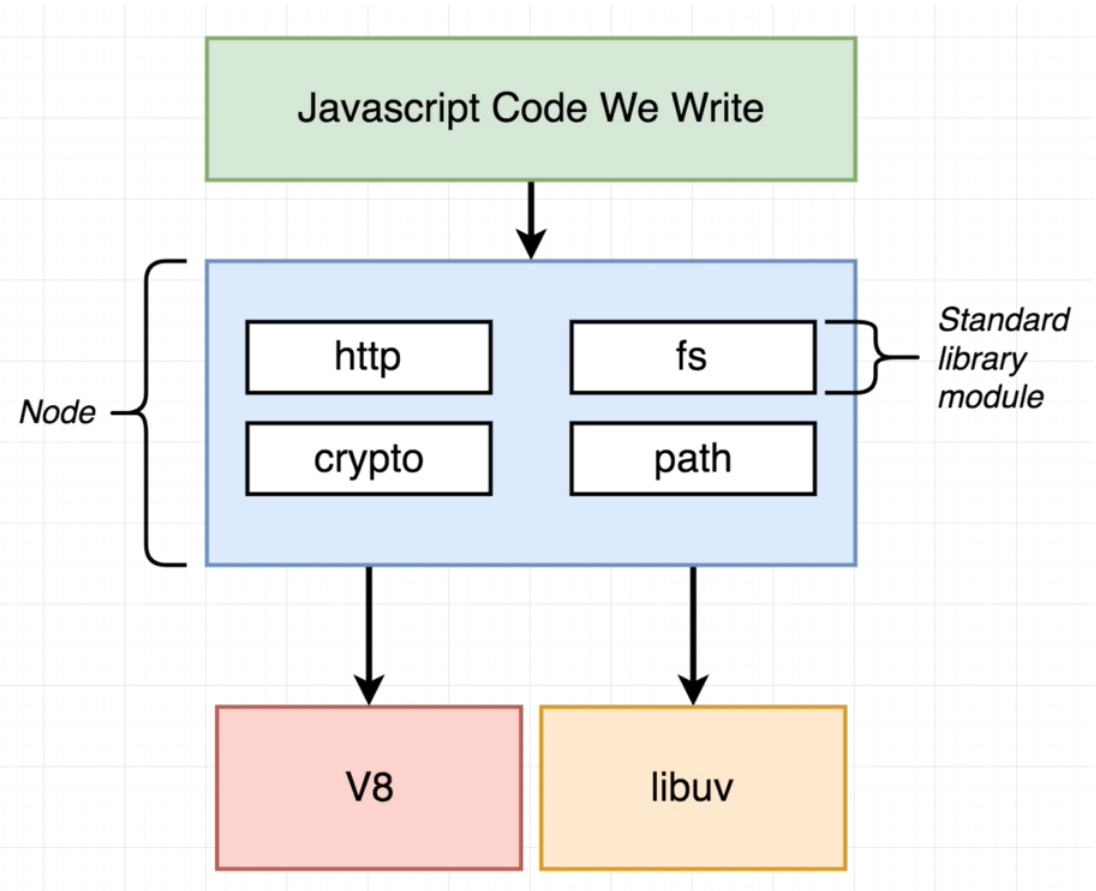 Javascript Code We Write
http
fs
Standard
library
module
Node
crypto
path
V8
libuv